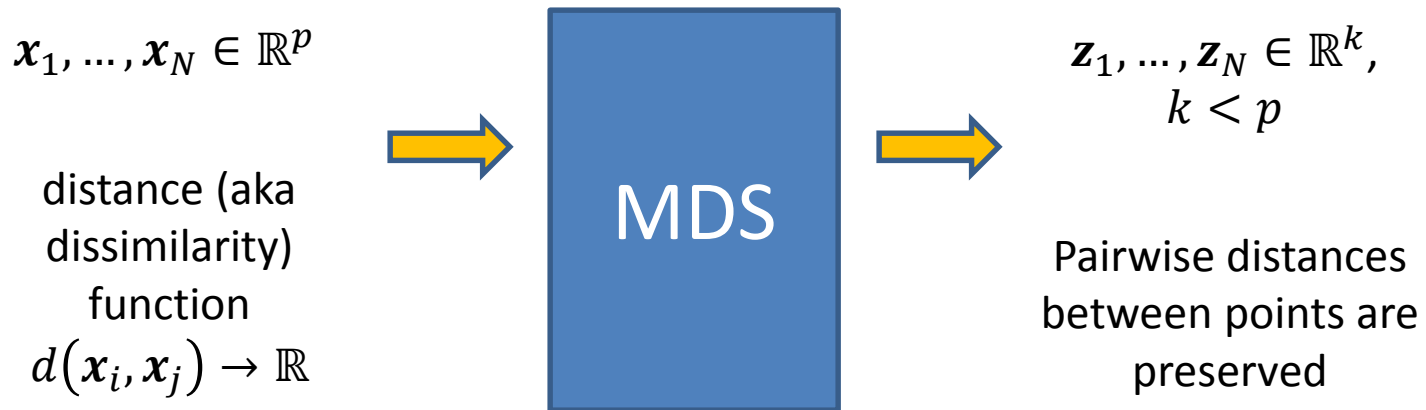 𝒙₁, … , 𝒙_N ∈ ℝ^p
distance (aka
dissimilarity)
function
d(𝒙_i, 𝒙_j) → ℝ
MDS
𝒛₁, … , 𝒛_N ∈ ℝ^k,
k < p
Pairwise distances
between points are
preserved